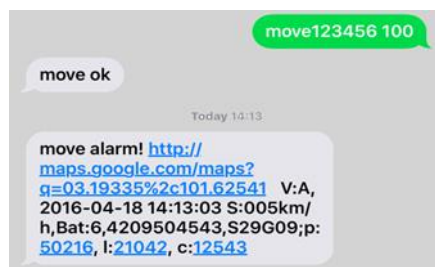 move123456 100
move ok
Today 14:13
move alarm! http://
maps.google.com/maps?
q=03.19335%2c101.62541 V:A,
2016-04-18 14:13:03 S:005km/
h,Bat:6,4209504543,S29G09;p:
50216, l:21042, c:12543